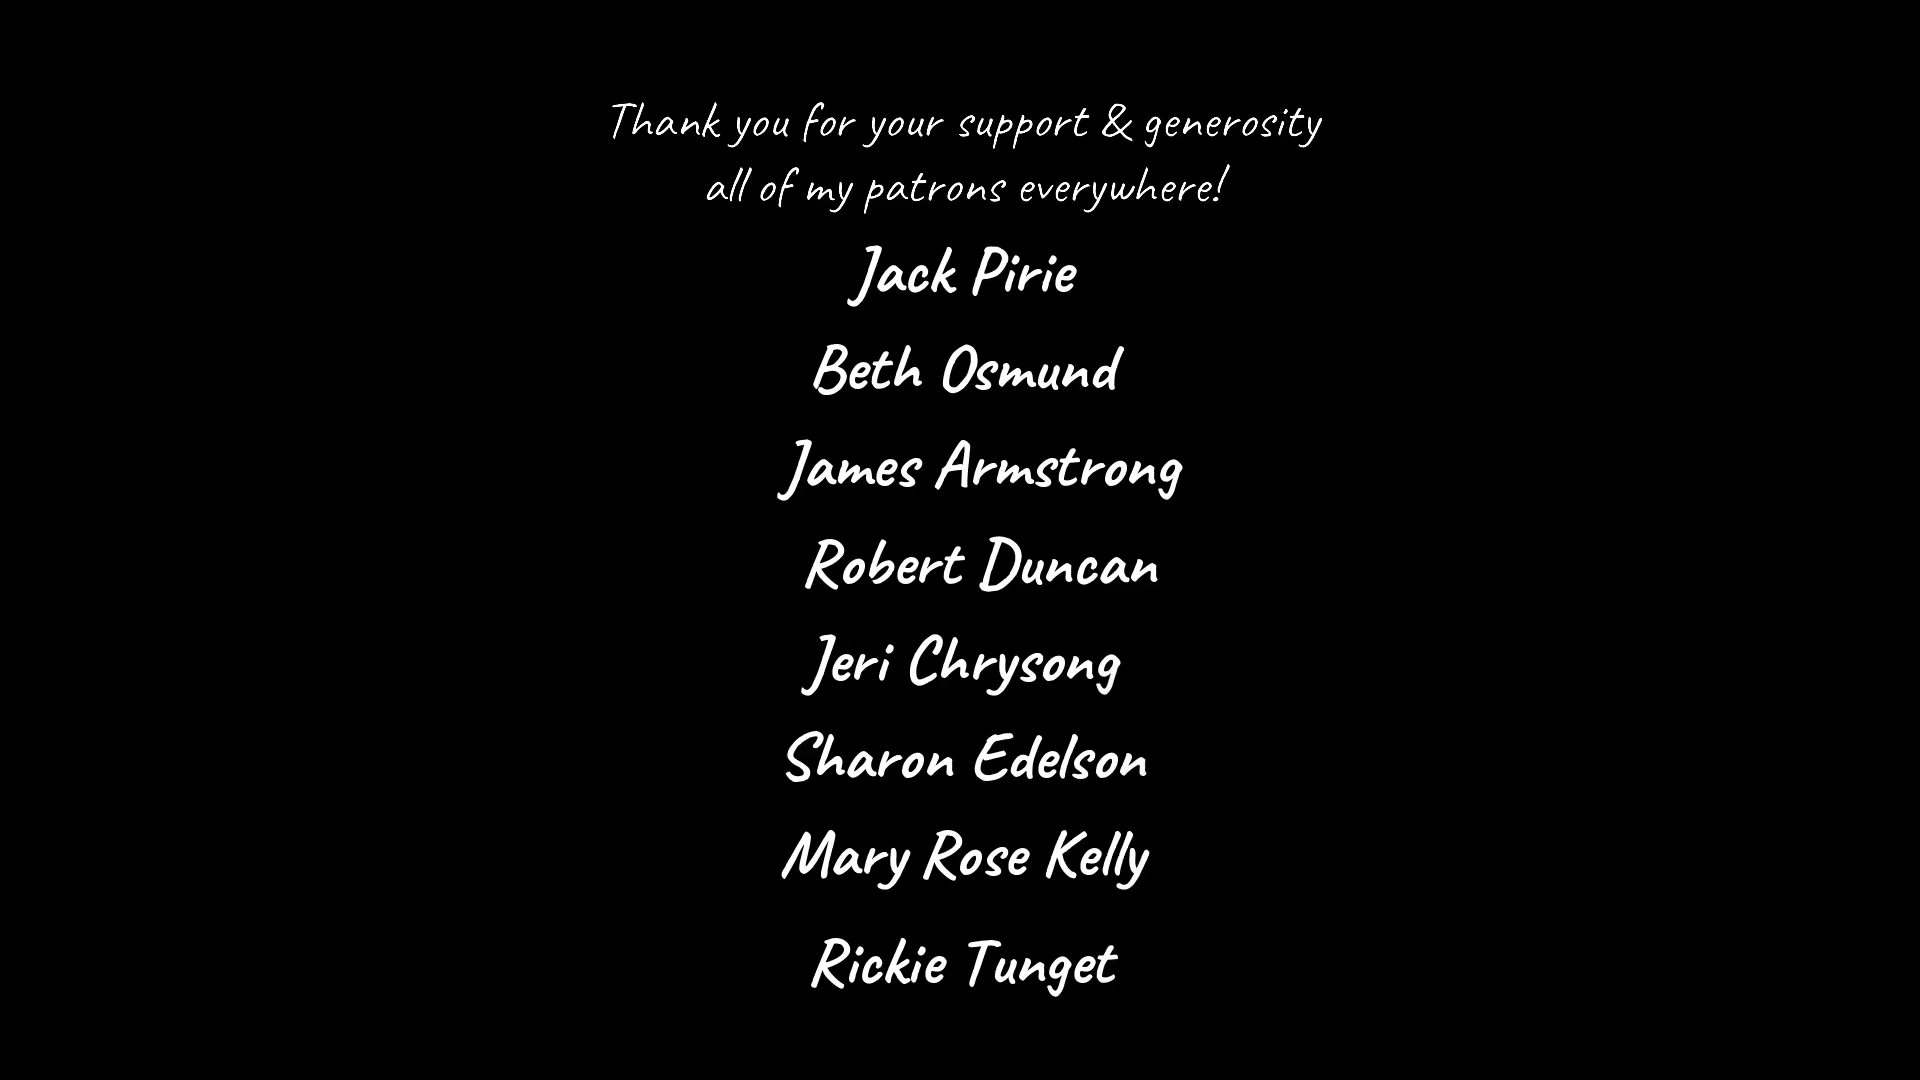 Thank you for your support & generosity
all of my patrons everywhere!
Jack Pirie
Beth Osmund
James Armstrong
Robert Duncan
Jeri Chrysong
Sharon Edelson
Mary Rose Kelly
Rickie Tunget